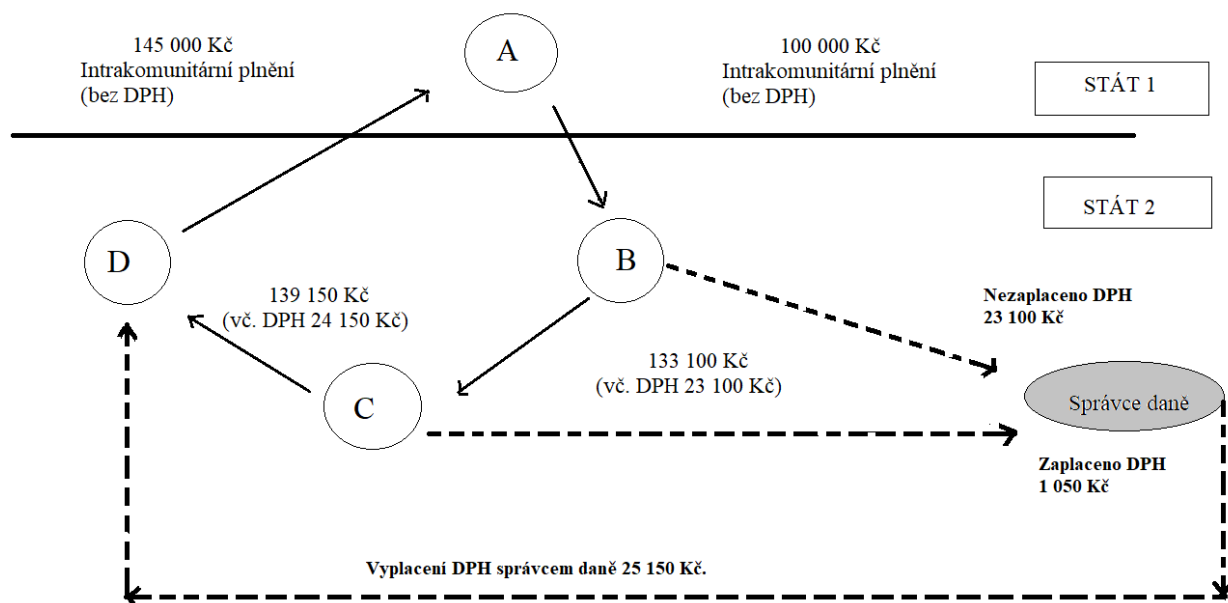 145 000 Kč
Intrakomunitární plnění
(bez DPH)
A
100 000 Kč
Intrakomunitární plnění
(bez DPH)
STÁT 1
STÁT 2
D
B
139 150 Kč
(vč. DPH 24 150 Kč)
Nezaplaceno DPH
23 100 Kč
133 100 Kč
(vč. DPH 23 100 Kč)
C
Správce daně
Zaplaceno DPH
1 050 Kč
Vyplacení DPH správcem daně 25 150 Kč.